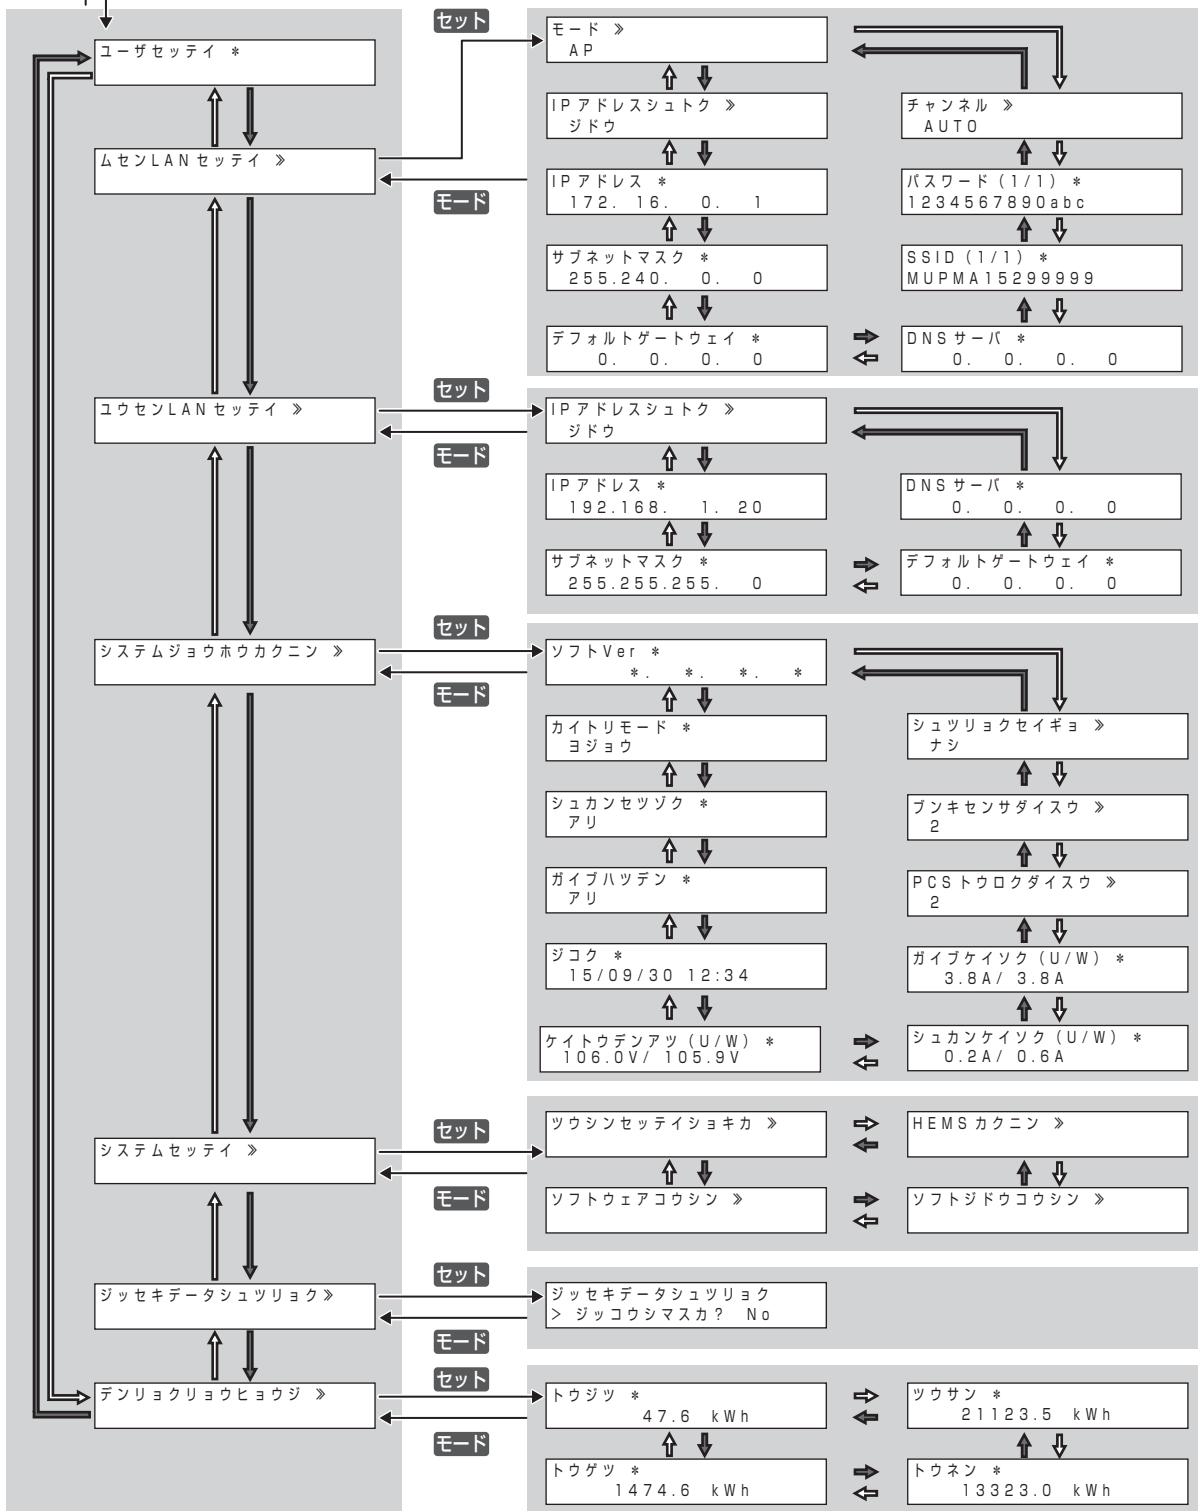 ユーザセッテイ *
ムセンLANセッテイ 》
セット
モード
モード 》
AP
IPアドレスシュトク 》
ジドウ
IPアドレス *
172. 16. 0. 1
サブネットマスク *
255.240. 0. 0
デフォルトゲートウェイ *
0. 0. 0. 0
チャンネル 》
AUTO
パスワード (1/1) *
1234567890abc
SSID (1/1) *
MUPMA15299999
DNSサーバ *
0. 0. 0. 0
ユウセンLANセッテイ 》
セット
モード
IPアドレスシュトク 》
ジドウ
IPアドレス *
192.168. 1. 20
サブネットマスク *
255.255.255. 0
DNSサーバ *
0. 0. 0. 0
デフォルトゲートウェイ *
0. 0. 0. 0
システムジョウホウカクニン 》
セット
モード
ソフトVer *
*. *. *. *
カイトリモード *
ヨジョウ
シュカンセツゾク *
アリ
ガイブハツデン *
アリ
ジコク *
15/09/30 12:34
ケイトウデンアツ (U/W) *
106.0V/ 105.9V
シュツリョクセイギョ 》
ナシ
ブンキセンサダイスウ 》
2
PCSトウロクダイスウ 》
2
ガイブケイソク (U/W) *
3.8A/ 3.8A
シュカンケイソク (U/W) *
0.2A/ 0.6A
システムセッテイ 》
セット
モード
ツウシンセッテイショキカ 》
HEMSカクニン 》
ソフトウェアコウシン 》
ソフトジドウコウシン 》
ジッセキデータシュツリョク》
セット
モード
ジッセキデータシュツリョク
> ジッコウシマスカ? No
デンリョクリョウヒョウジ 》
セット
モード
トウジツ *
47.6 kWh
ツウサン *
21123.5 kWh
トウゲツ *
1474.6 kWh
トウネン *
13323.0 kWh